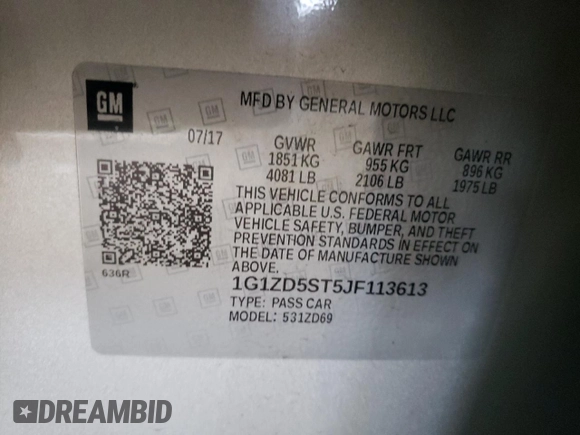 GM
MFD BY GENERAL MOTORS LLC
07/17
GVWR GAWR FRT GAWR RR
1851 KG 955 KG 896 KG
4081 LB 2106 LB 1975 LB
THIS VEHICLE CONFORMS TO ALL
APPLICABLE U.S. FEDERAL MOTOR
VEHICLE SAFETY, BUMPER, AND THEFT
PREVENTION STANDARDS IN EFFECT ON
THE DATE OF MANUFACTURE SHOWN
ABOVE.
636R
1G1ZD5ST5JF113613
TYPE: PASS CAR
MODEL: 531ZD69
DREAMBID